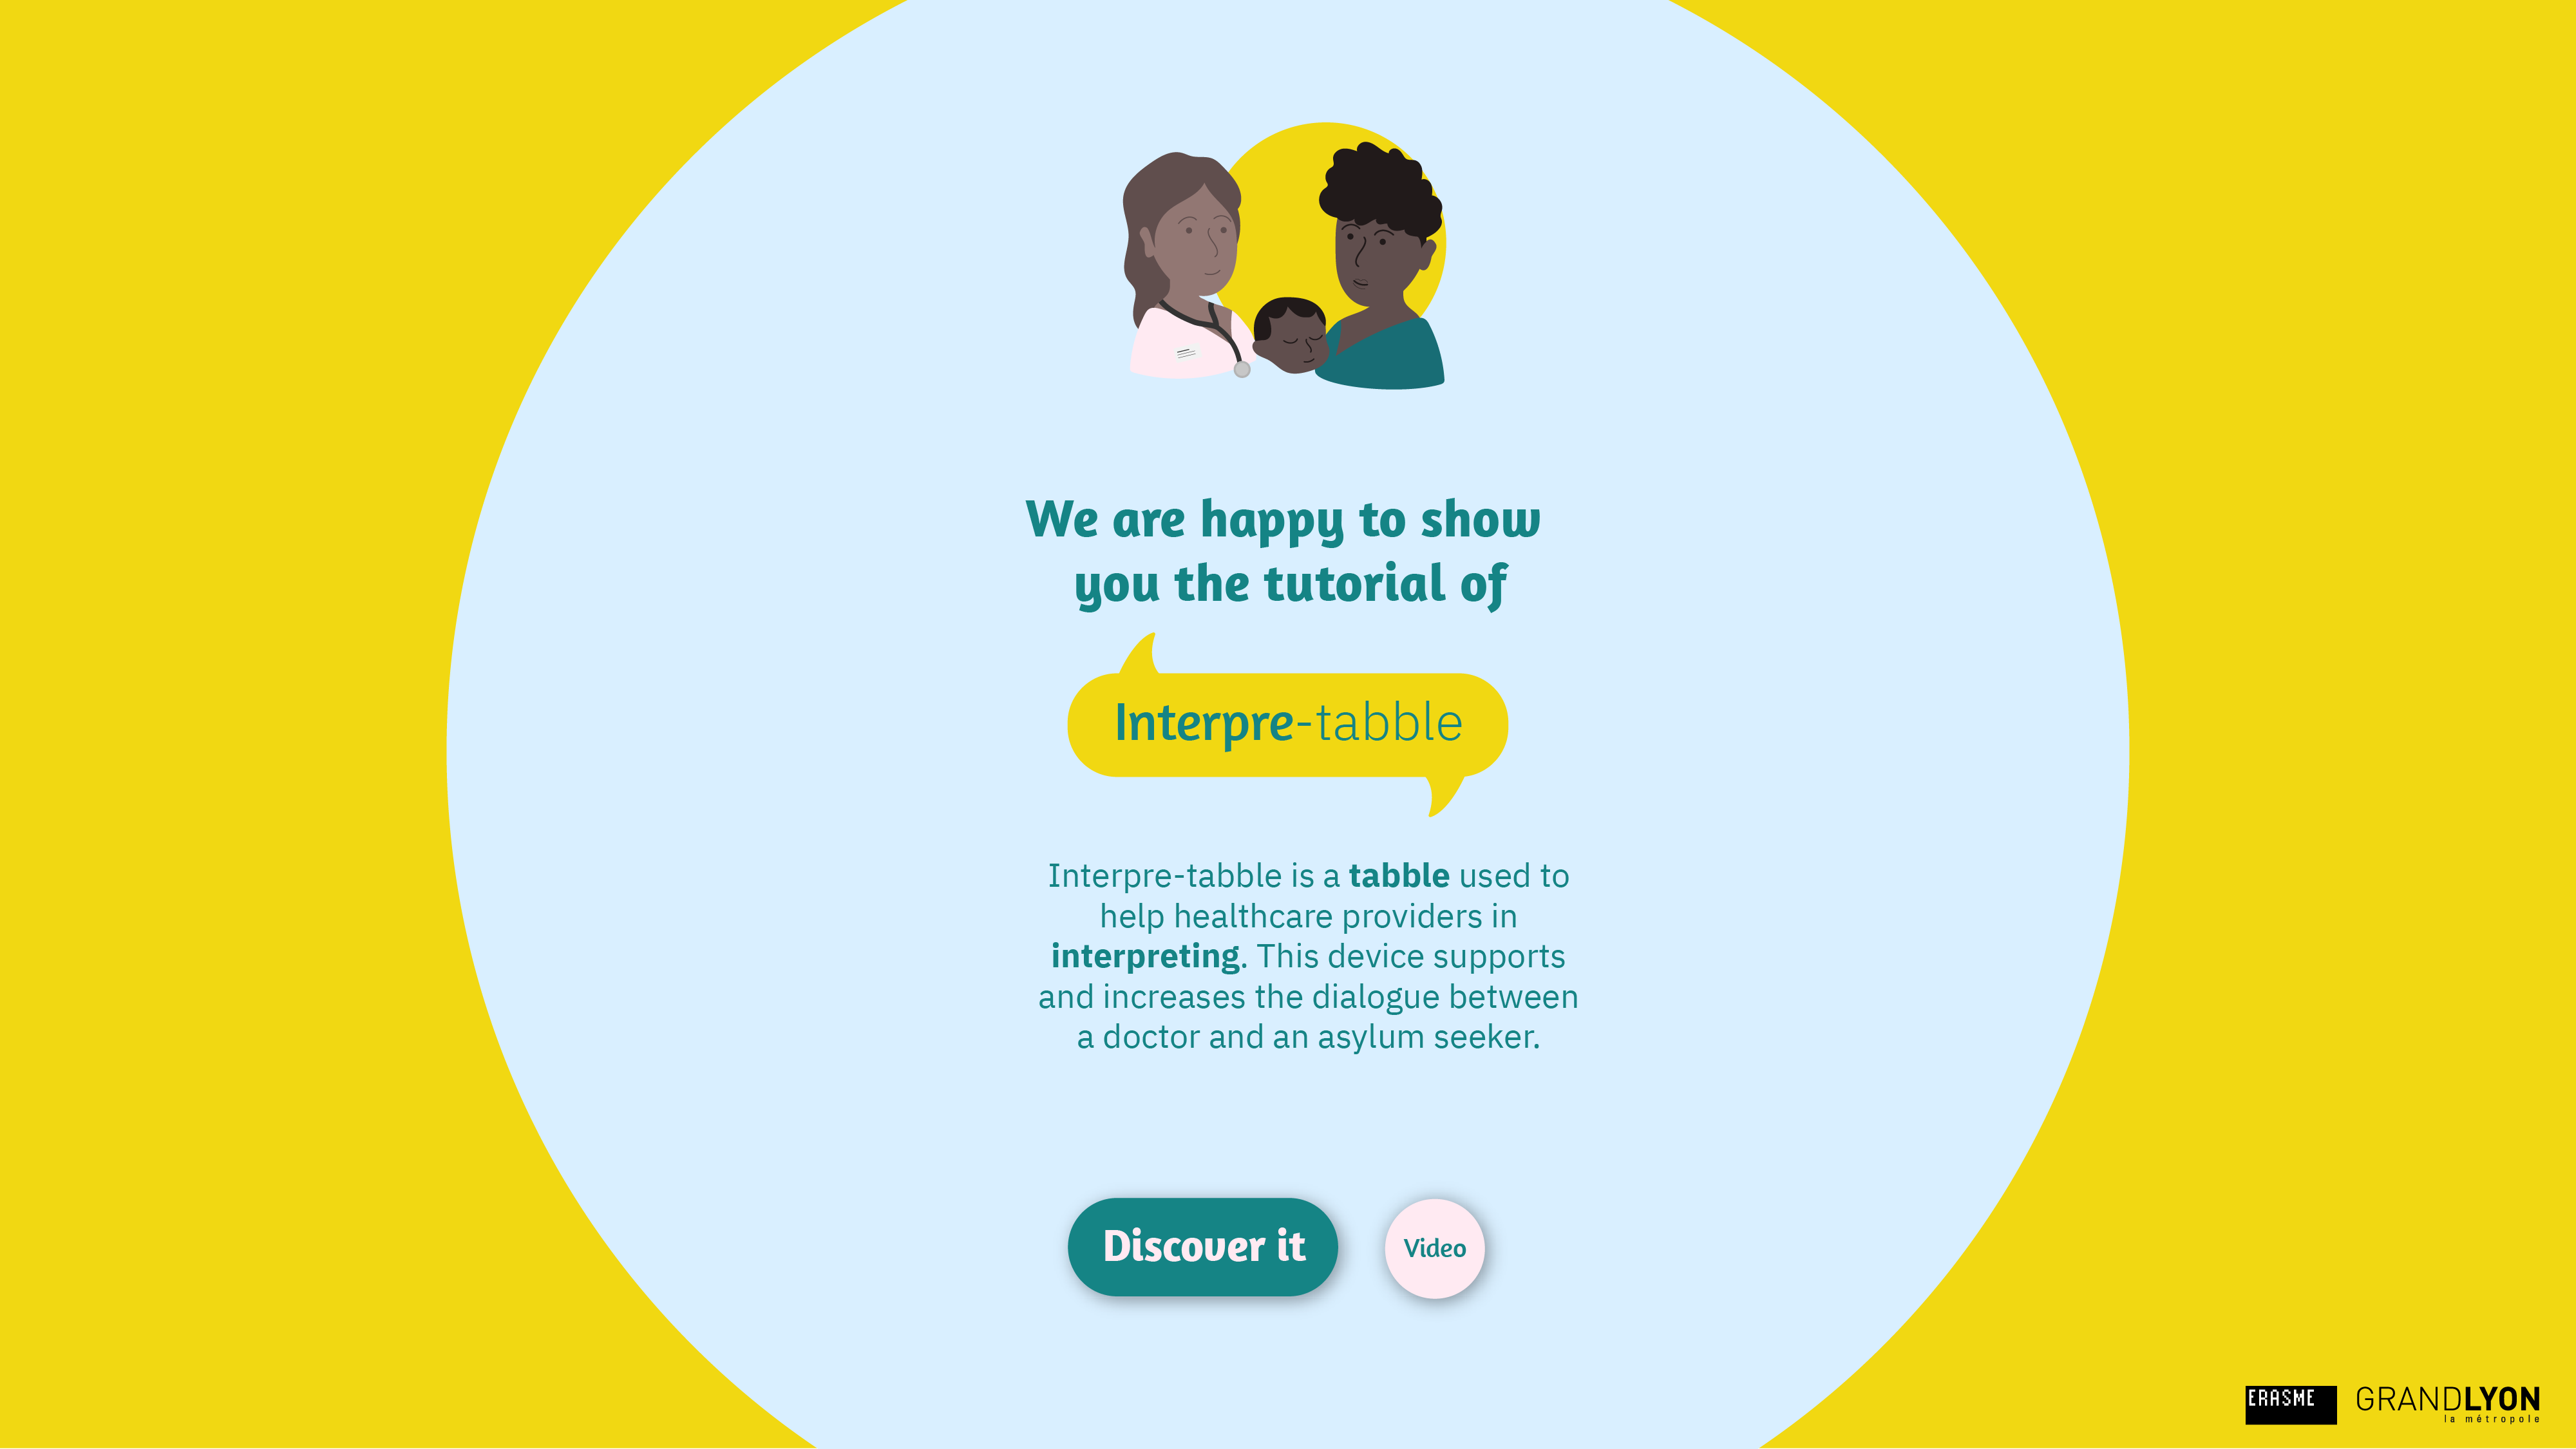 We are happy to show
you the tutorial of
Interpre-tabble
Interpre-tabble is a tabble used to
help healthcare providers in
interpreting. This device supports
and increases the dialogue between
a doctor and an asylum seeker.
Discover it
Video
ERASME
GRANDLYON
la métropole